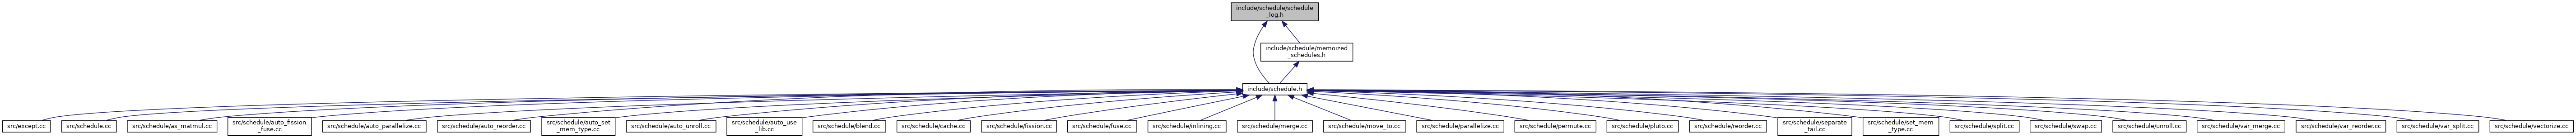 include/schedule/schedule
_log.h
include/schedule/memoized
_schedules.h
include/schedule.h
src/except.cc
src/schedule.cc
src/schedule/as_matmul.cc
src/schedule/auto_fission
_fuse.cc
src/schedule/auto_parallelize.cc
src/schedule/auto_reorder.cc
src/schedule/auto_set
_mem_type.cc
src/schedule/auto_unroll.cc
src/schedule/auto_use
_lib.cc
src/schedule/blend.cc
src/schedule/cache.cc
src/schedule/fission.cc
src/schedule/fuse.cc
src/schedule/inlining.cc
src/schedule/merge.cc
src/schedule/move_to.cc
src/schedule/parallelize.cc
src/schedule/permute.cc
src/schedule/pluto.cc
src/schedule/reorder.cc
src/schedule/separate
_tail.cc
src/schedule/set_mem
_type.cc
src/schedule/split.cc
src/schedule/swap.cc
src/schedule/unroll.cc
src/schedule/var_merge.cc
src/schedule/var_reorder.cc
src/schedule/var_split.cc
src/schedule/vectorize.cc